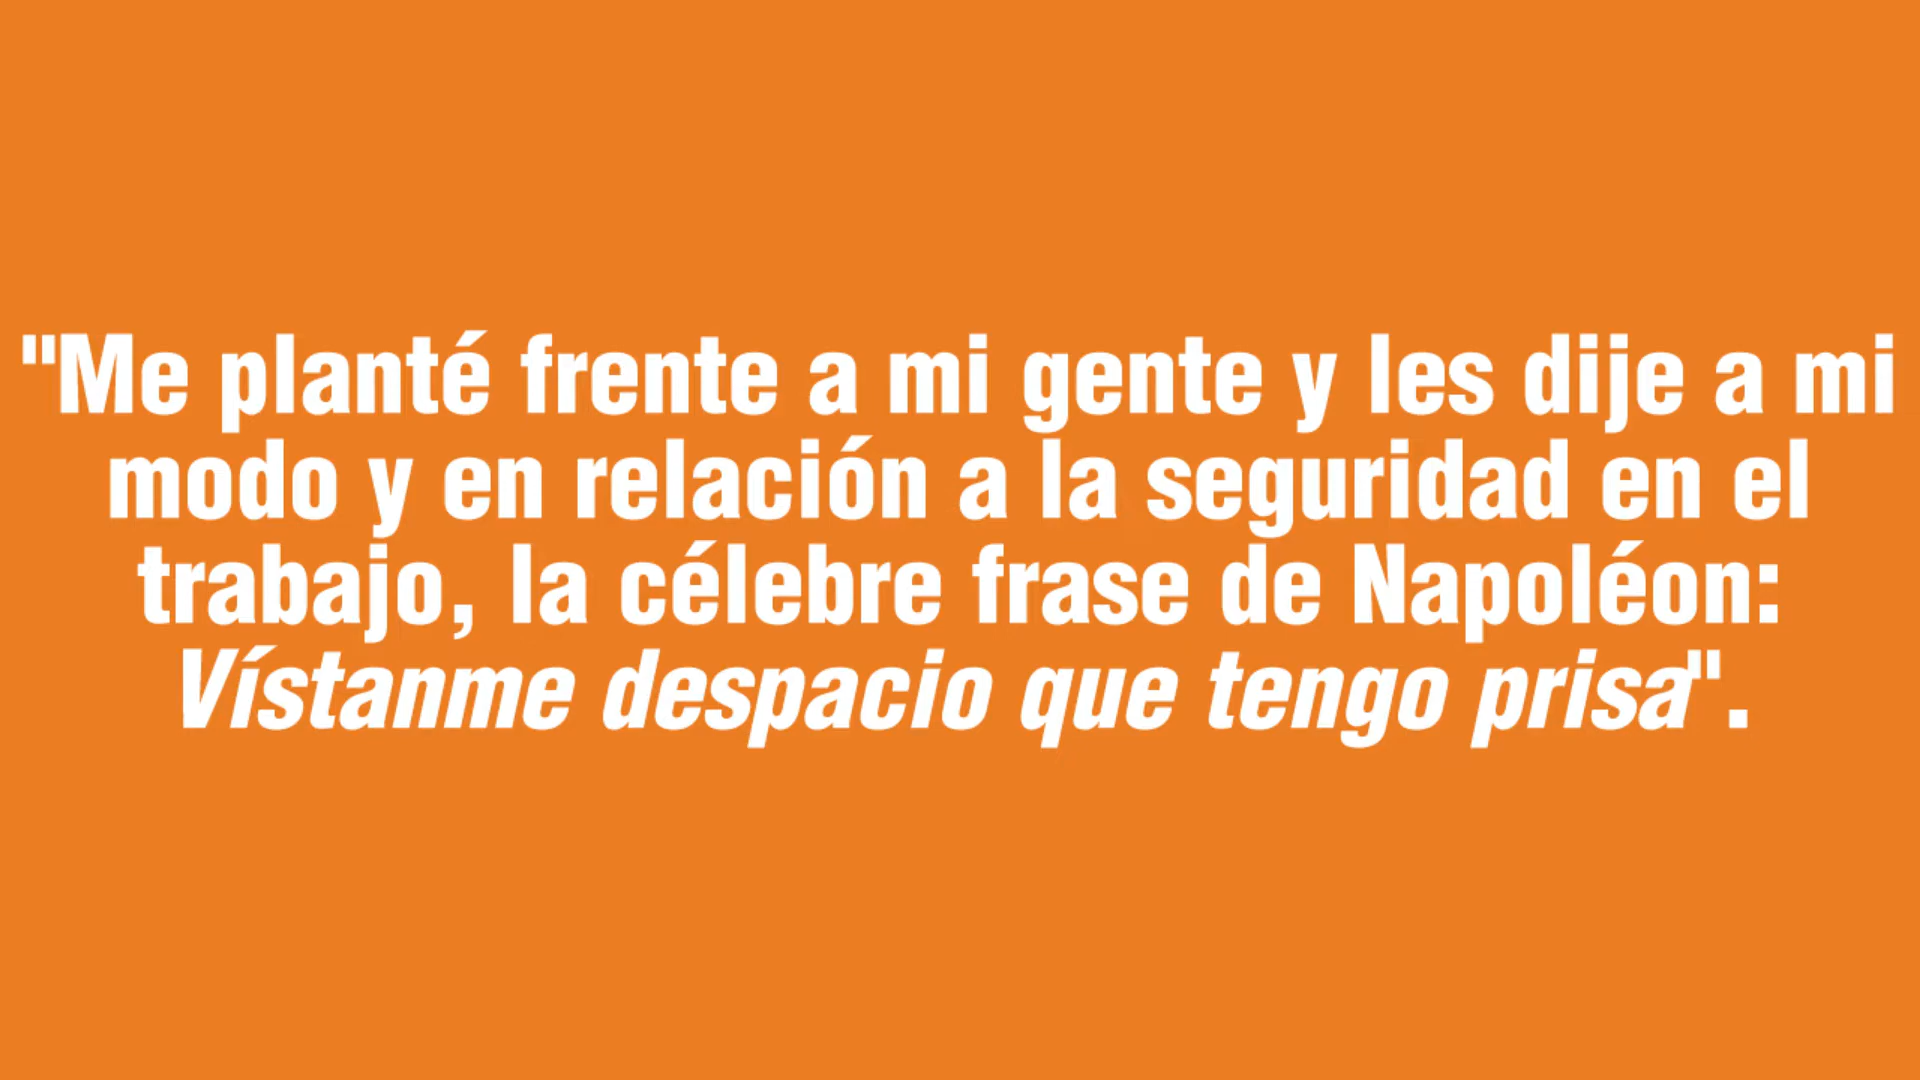 "Me planté frente a mi gente y les dije a mi
modo y en relación a la seguridad en el
trabajo, la célebre frase de Napoléon:
Vístanme despacio que tengo prisa".